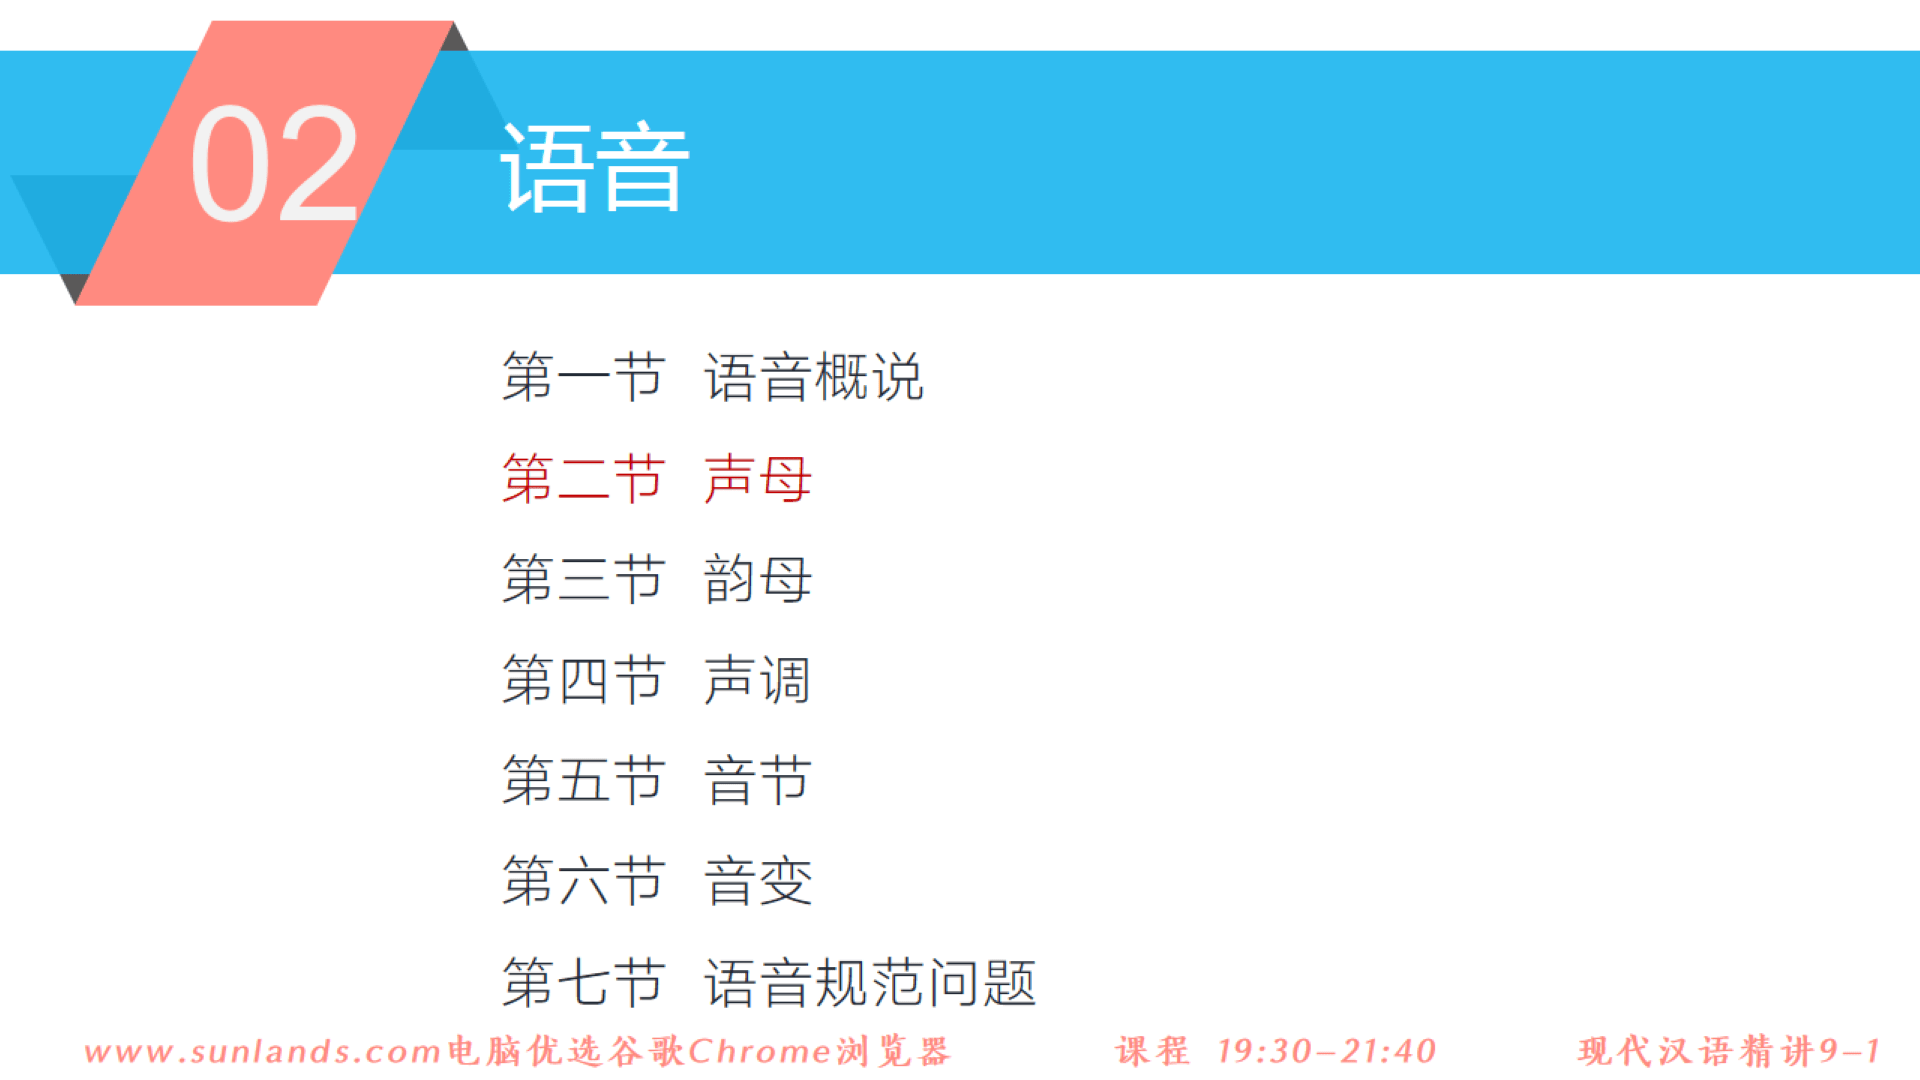 02 语音
第一节 语音概说
第二节 声母
第三节 韵母
第四节 声调
第五节 音节
第六节 音变
第七节 语音规范问题
www.sunlands.com电脑优选谷歌Chrome浏览器 课程 19:30-21:40 现代汉语精讲9-1